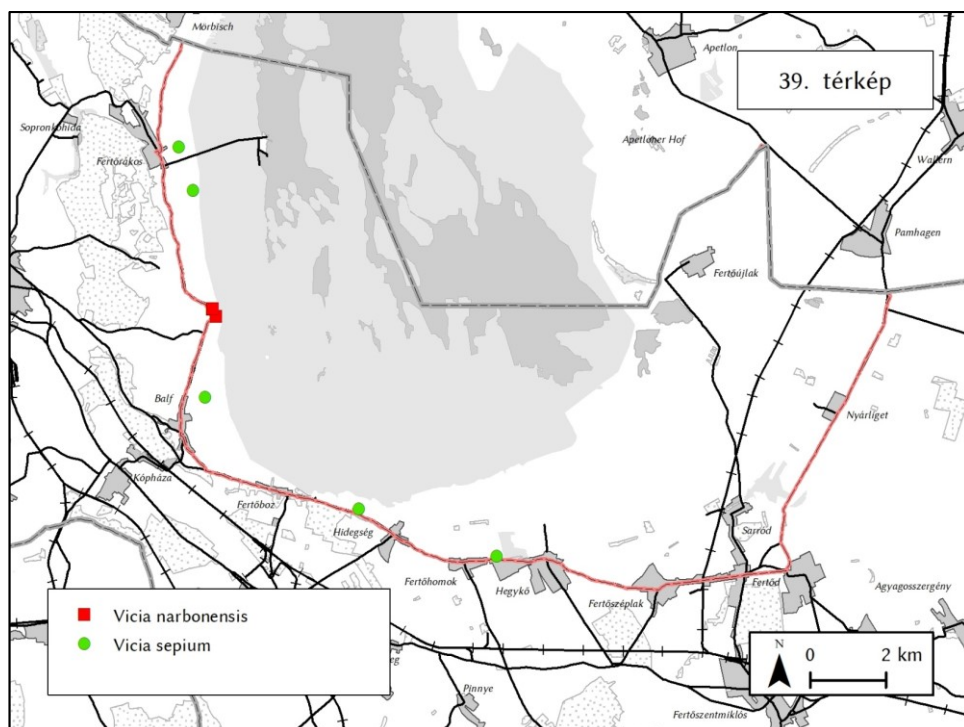 Mörbisch
Apetlon
39. térkép
Sopronkőhida
Fertőrákos
Apetloner Hof
Wallern
Pamhagen
Fertőújlak
Balf
Nyárliget
Kópháza
Fertőboz
Hidegség
Sarród
Fertőhomok
Hegykő
Fertőszéplak
Fertőd
Agyagosszergény
Vicia narbonensis
Vicia sepium
N
0 2 km
Pinnye
Fertőszentmiklós